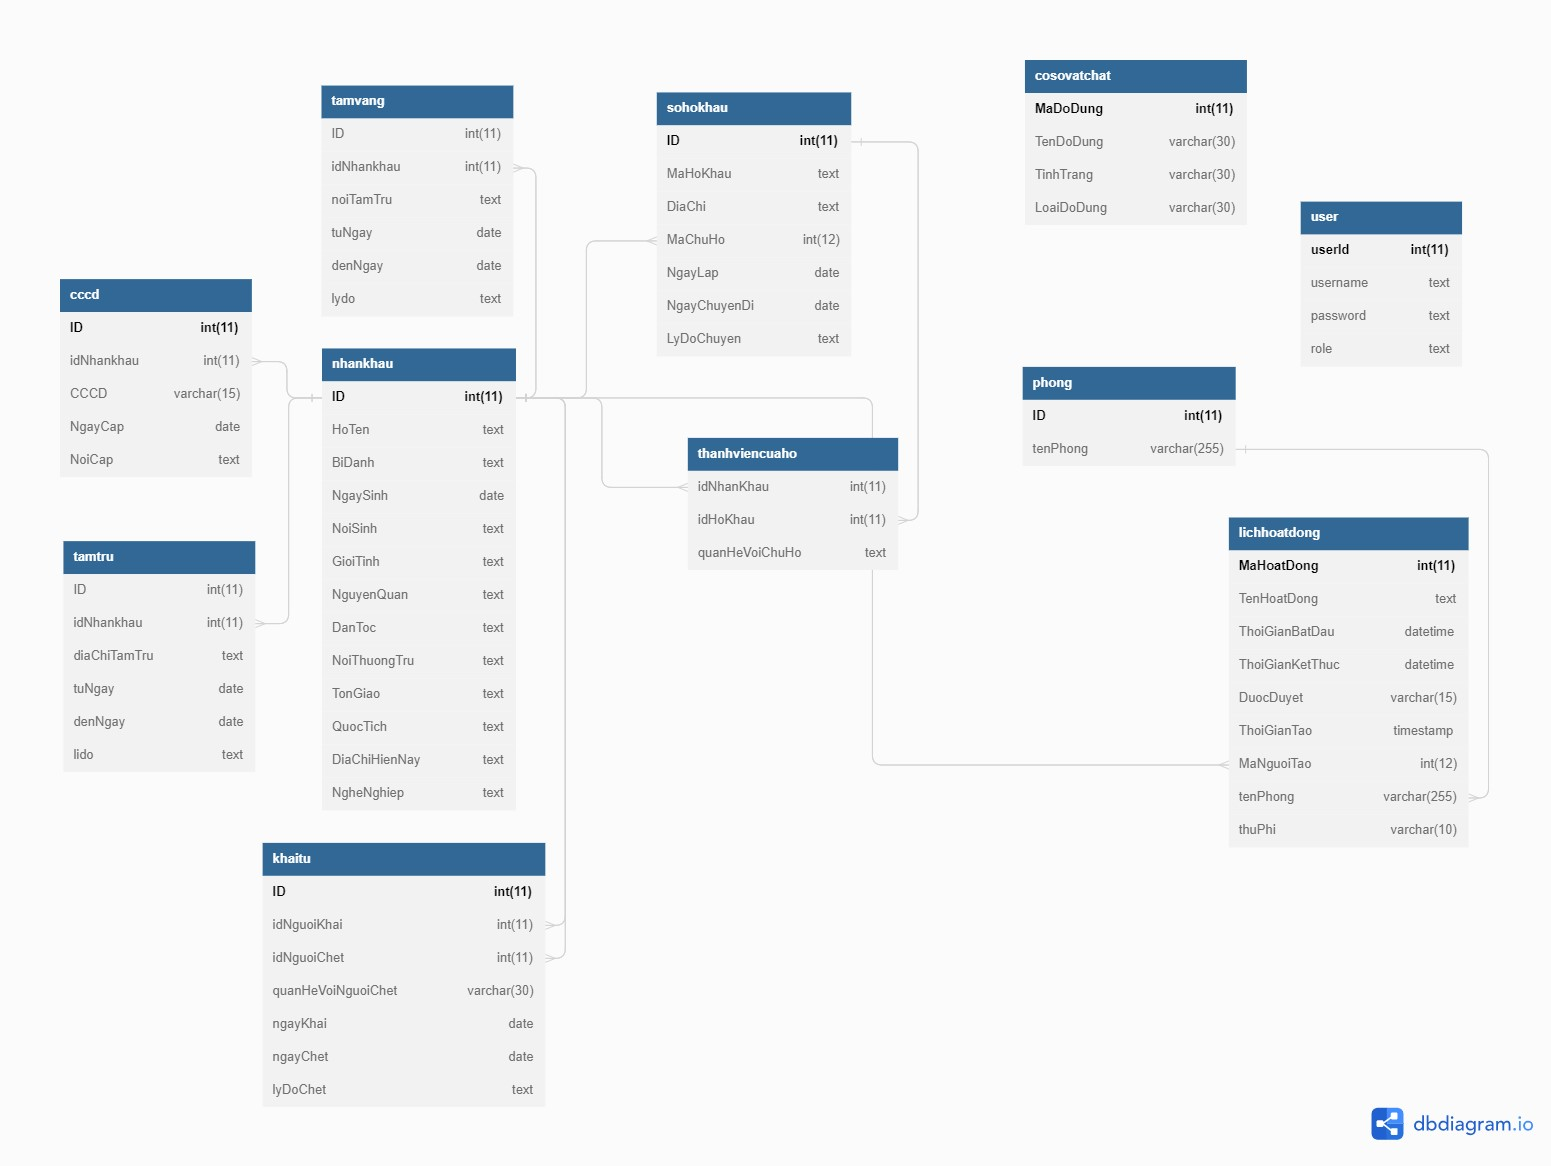 tamvang
ID int(11)
idNhankhau int(11)
noiTamTru text
tuNgay date
denNgay date
lydo text
sohokhau
ID int(11)
MaHoKhau text
DiaChi text
MaChuHo int(12)
NgayLap date
NgayChuyenDi date
LyDoChuyen text
cosovatchat
MaDoDung int(11)
TenDoDung varchar(30)
TinhTrang varchar(30)
LoaiDoDung varchar(30)
user
userId int(11)
username text
password text
role text
cccd
ID int(11)
idNhankhau int(11)
CCCD varchar(15)
NgayCap date
NoiCap text
nhankhau
ID int(11)
HoTen text
BiDanh text
NgaySinh date
NoiSinh text
GioiTinh text
NguyenQuan text
DanToc text
NoiThuongTru text
TonGiao text
QuocTich text
DiaChiHienNay text
NgheNghiep text
thanhviencuaho
idNhanKhau int(11)
idHoKhau int(11)
quanHeVoiChuHo text
phong
ID int(11)
tenPhong varchar(255)
lichhoatdong
MaHoatDong int(11)
TenHoatDong text
ThoiGianBatDau datetime
ThoiGianKetThuc datetime
DuocDuyet varchar(15)
ThoiGianTao timestamp
MaNguoiTao int(12)
tenPhong varchar(255)
thuPhi varchar(10)
tamtru
ID int(11)
idNhankhau int(11)
diaChiTamTru text
tuNgay date
denNgay date
lido text
khaitu
ID int(11)
idNguoiKhai int(11)
idNguoiChet int(11)
quanHeVoiNguoiChet varchar(30)
ngayKhai date
ngayChet date
lyDoChet text
dbdiagram.io